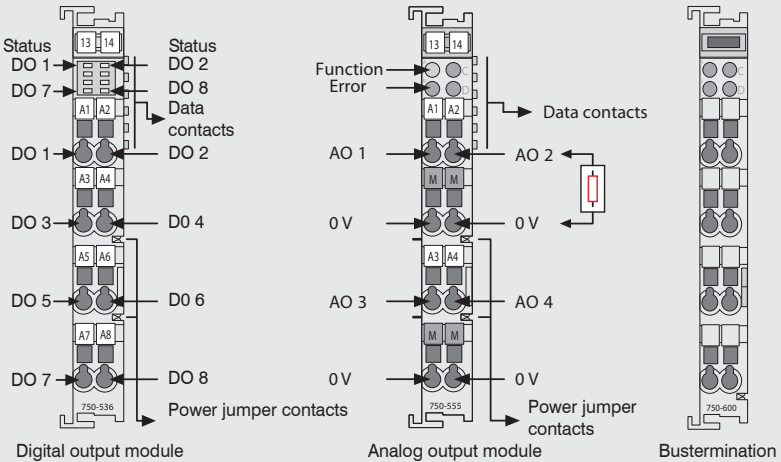 13 14
Status Status
DO 1 DO 2
DO 7 DO 8
A1 A2
Data
contacts
DO 1 DO 2
A3 A4
DO 3 D0 4
A5 A6
DO 5 D0 6
A7 A8
DO 7 DO 8
750-536
Power jumper contacts
Digital output module
13 14
Function C
Error D
A1 A2
Data contacts
AO 1 AO 2
M M
0 V 0 V
A3 A4
AO 3 AO 4
M M
0 V 0 V
750-555
Power jumper
contacts
Analog output module
C
D
750-600
Bustermination